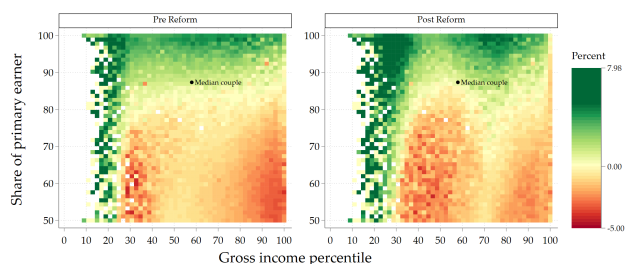 Pre Reform
Post Reform
Share of primary earner
100
90
80
70
60
50
Median couple
0 10 20 30 40 50 60 70 80 90 100
100
90
80
70
60
50
Median couple
0 10 20 30 40 50 60 70 80 90 100
Gross income percentile
Percent
7.98
0.00
-5.00